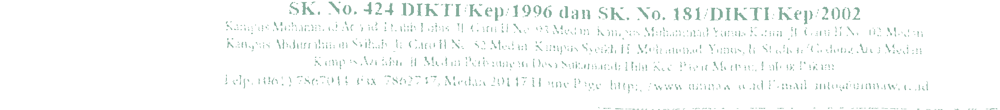 SK. No. 424 DIKTI/Kep/1996 dan SK. No. 181/DIKTI/Kep/2002
Kampus Muhammad Arsyad Thalib Lubis Jl Garu II No 93 Medan Kampus Muhammad Yunus Karim Jl Garu II No 02 Medan
Kampus Abdurrahman Syihab Jl Garu II No 52 Medan Kampus Syeikh H Muhammad Yunus, Jl Stadion/Gedung Arca Medan
Kampus Aziddin Jl Medan Perbaungan Desa Sukamandi Hilir Kec Pagar Merbau, Lubuk Pakam
Telp. (061) 7867044 Fax 7862747, Medan 20147 Home Page http://www.umnaw.ac.id E-mail info@umnaw.ac.id